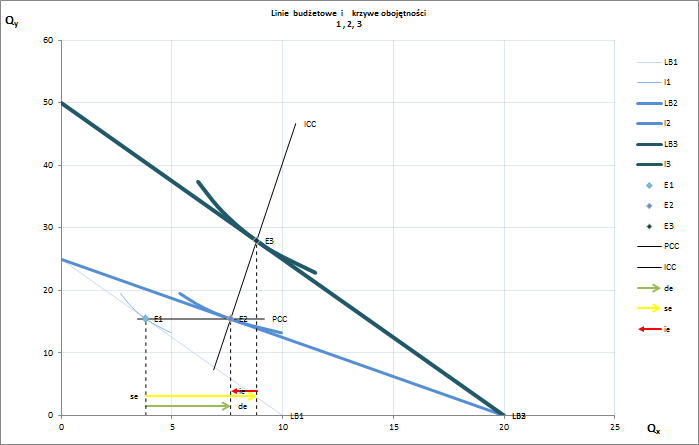 Linie budżetowe i krzywe obojętności
1 , 2, 3
Qy
60
50
40
30
20
10
0
ICC
E3
E1
E2
PCC
ie
se
de
LB1
LB3
0
5
10
15
20
25
Qx
LB1
I1
LB2
I2
LB3
I3
E1
E2
E3
PCC
ICC
de
se
ie